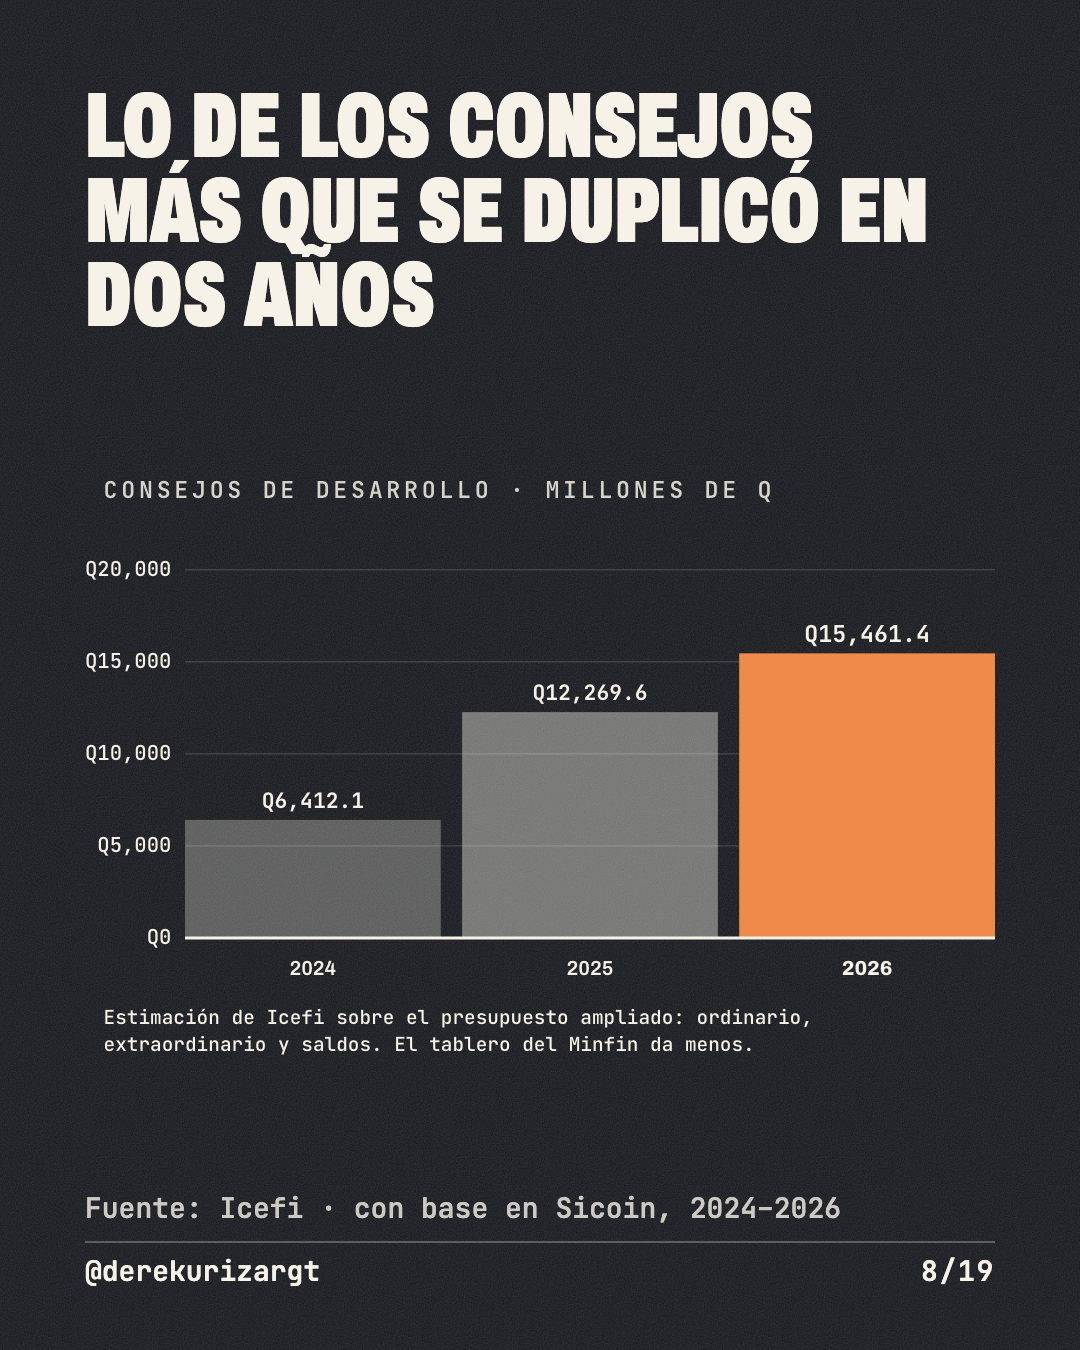 LO DE LOS CONSEJOS
MÁS QUE SE DUPLICÓ EN
DOS AÑOS
CONSEJOS DE DESARROLLO · MILLONES DE Q
Q20,000
Q15,461.4
Q15,000
Q12,269.6
Q10,000
Q6,412.1
Q5,000
Q0
2024 2025 2026
Estimación de Icefi sobre el presupuesto ampliado: ordinario,
extraordinario y saldos. El tablero del Minfin da menos.
Fuente: Icefi · con base en Sicoin, 2024–2026
@derekurizargt 8/19